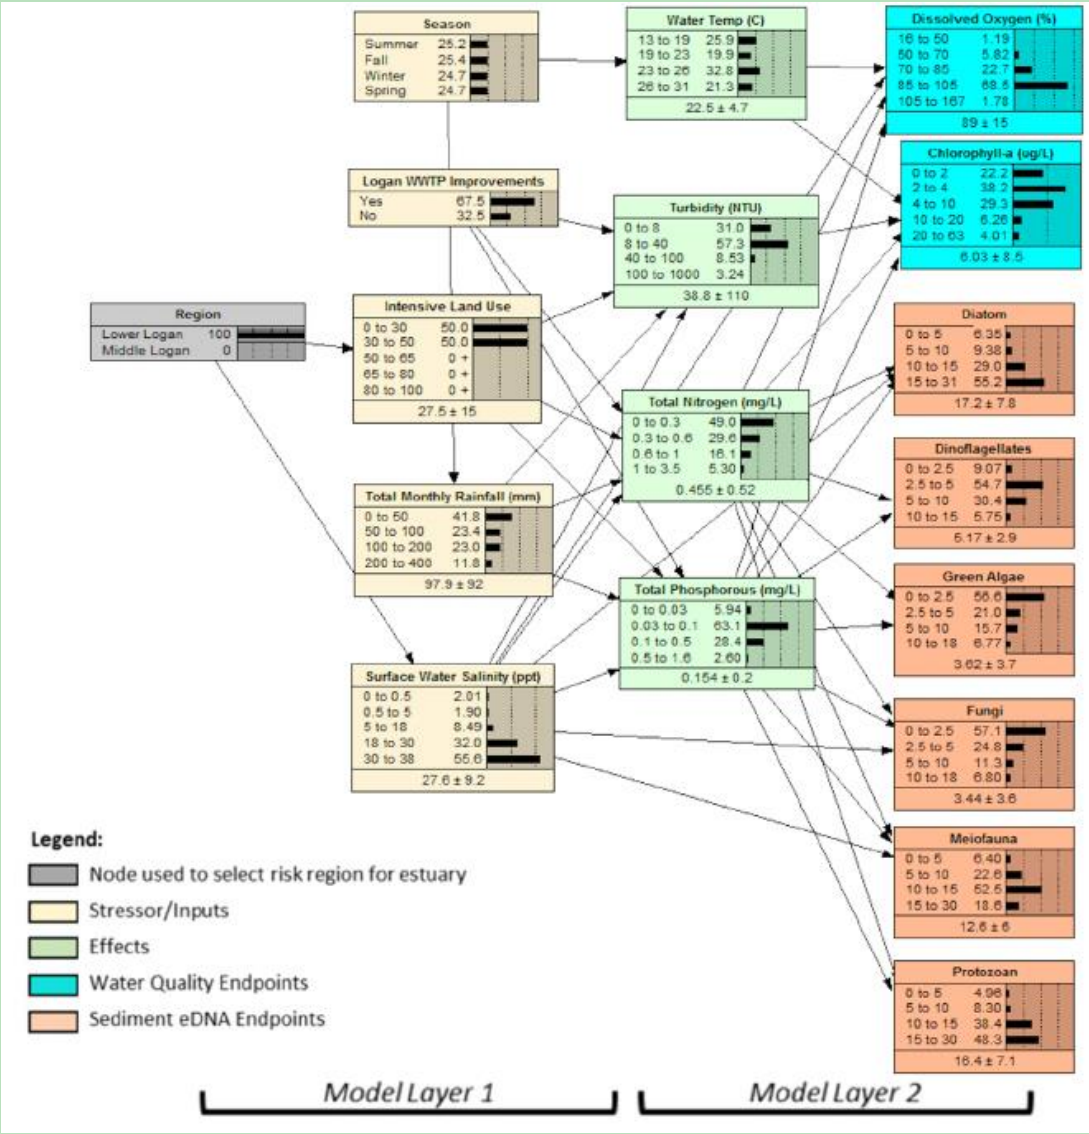 Season
Summer 25.2
Fall 25.4
Winter 24.7
Spring 24.7
Water Temp (C)
13 to 19 25.9
19 to 23 19.9
23 to 26 32.8
26 to 31 21.3
22.5 ± 4.7
Dissolved Oxygen (%)
16 to 50 1.19
50 to 70 5.82
70 to 85 22.7
85 to 105 68.5
105 to 167 1.78
89 ± 15
Logan WWTP Improvements
Yes 67.5
No 32.5
Turbidity (NTU)
0 to 8 31.0
8 to 40 57.3
40 to 100 8.53
100 to 1000 3.24
38.8 ± 110
Chlorophyll-a (ug/L)
0 to 2 22.2
2 to 4 38.2
4 to 10 29.3
10 to 20 6.26
20 to 63 4.01
6.03 ± 8.5
Region
Lower Logan 100
Middle Logan 0
Intensive Land Use
0 to 30 50.0
30 to 50 50.0
50 to 65 0 +
65 to 80 0 +
80 to 100 0 +
27.5 ± 15
Diatom
0 to 5 6.35
5 to 10 9.38
10 to 15 29.0
15 to 31 55.2
17.2 ± 7.8
Total Nitrogen (mg/L)
0 to 0.3 49.0
0.3 to 0.6 29.6
0.6 to 1 16.1
1 to 3.5 5.30
0.455 ± 0.52
Dinoflagellates
0 to 2.5 9.07
2.5 to 5 54.7
5 to 10 30.4
10 to 15 5.75
5.17 ± 2.9
Total Monthly Rainfall (mm)
0 to 50 41.8
50 to 100 23.4
100 to 200 23.0
200 to 400 11.8
97.9 ± 92
Total Phosphorous (mg/L)
0 to 0.03 5.94
0.03 to 0.1 63.1
0.1 to 0.5 28.4
0.5 to 1.6 2.60
0.154 ± 0.2
Green Algae
0 to 2.5 56.6
2.5 to 5 21.0
5 to 10 15.7
10 to 18 6.77
3.62 ± 3.7
Surface Water Salinity (ppt)
0 to 0.5 2.01
0.5 to 5 1.90
5 to 18 8.49
18 to 30 32.0
30 to 38 55.6
27.6 ± 9.2
Fungi
0 to 2.5 57.1
2.5 to 5 24.8
5 to 10 11.3
10 to 18 6.80
3.44 ± 3.6
Meiofauna
0 to 5 6.40
5 to 10 22.6
10 to 15 52.5
15 to 30 18.6
12.6 ± 6
Protozoan
0 to 5 4.96
5 to 10 8.30
10 to 15 38.4
15 to 30 48.3
16.4 ± 7.1
Legend:
Node used to select risk region for estuary
Stressor/Inputs
Effects
Water Quality Endpoints
Sediment eDNA Endpoints
Model Layer 1
Model Layer 2